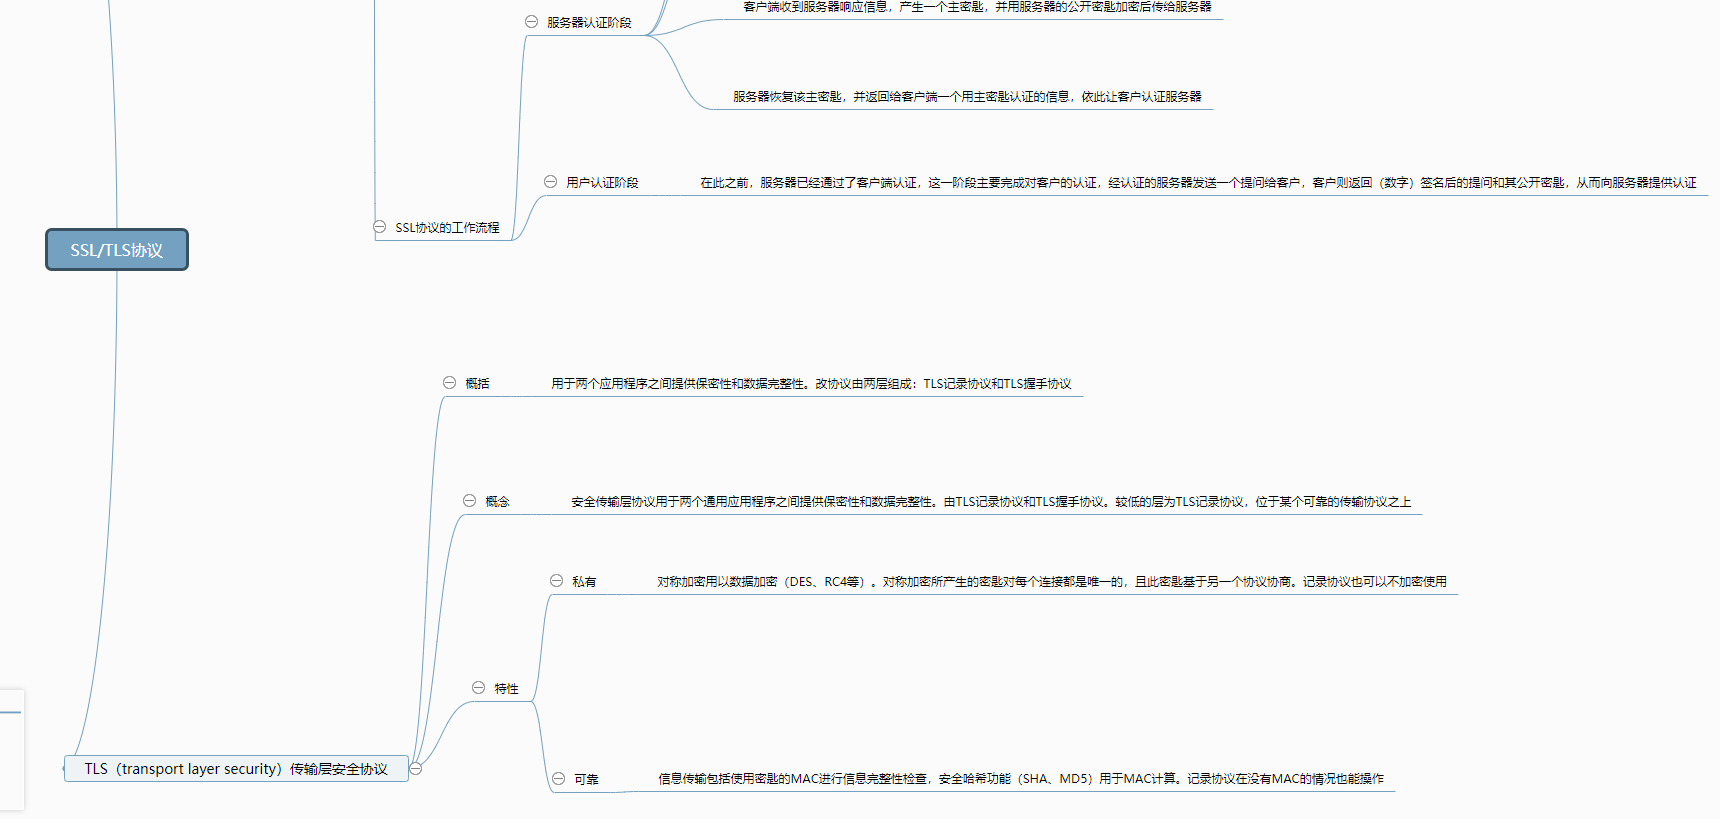 客户端收到服务器响应信息，产生一个主密匙，并用服务器的公开密匙加密后传给服务器
服务器认证阶段
服务器恢复该主密匙，并返回给客户端一个用主密匙认证的信息，依此让客户认证服务器
用户认证阶段
在此之前，服务器已经通过了客户端认证，这一阶段主要完成对客户的认证，经认证的服务器发送一个提问给客户，客户则返回（数字）签名后的提问和其公开密匙，从而向服务器提供认证
SSL协议的工作流程
SSL/TLS协议
概括
用于两个应用程序之间提供保密性和数据完整性。改协议由两层组成：TLS记录协议和TLS握手协议
概念
安全传输层协议用于两个通用应用程序之间提供保密性和数据完整性。由TLS记录协议和TLS握手协议。较低的层为TLS记录协议，位于某个可靠的传输协议之上
私有
对称加密用以数据加密（DES、RC4等）。对称加密所产生的密匙对每个连接都是唯一的，且此密匙基于另一个协议协商。记录协议也可以不加密使用
特性
TLS（transport layer security）传输层安全协议
可靠
信息传输包括使用密匙的MAC进行信息完整性检查，安全哈希功能（SHA、MD5）用于MAC计算。记录协议在没有MAC的情况也能操作